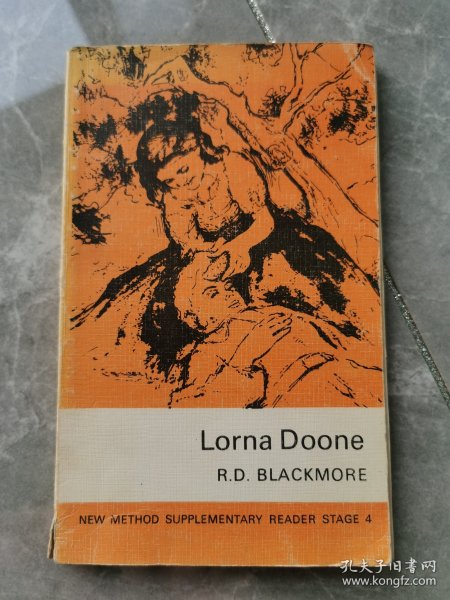 Lorna Doone
R.D. BLACKMORE
NEW METHOD SUPPLEMENTARY READER STAGE 4
孔夫子旧书网
www.kongfz.com